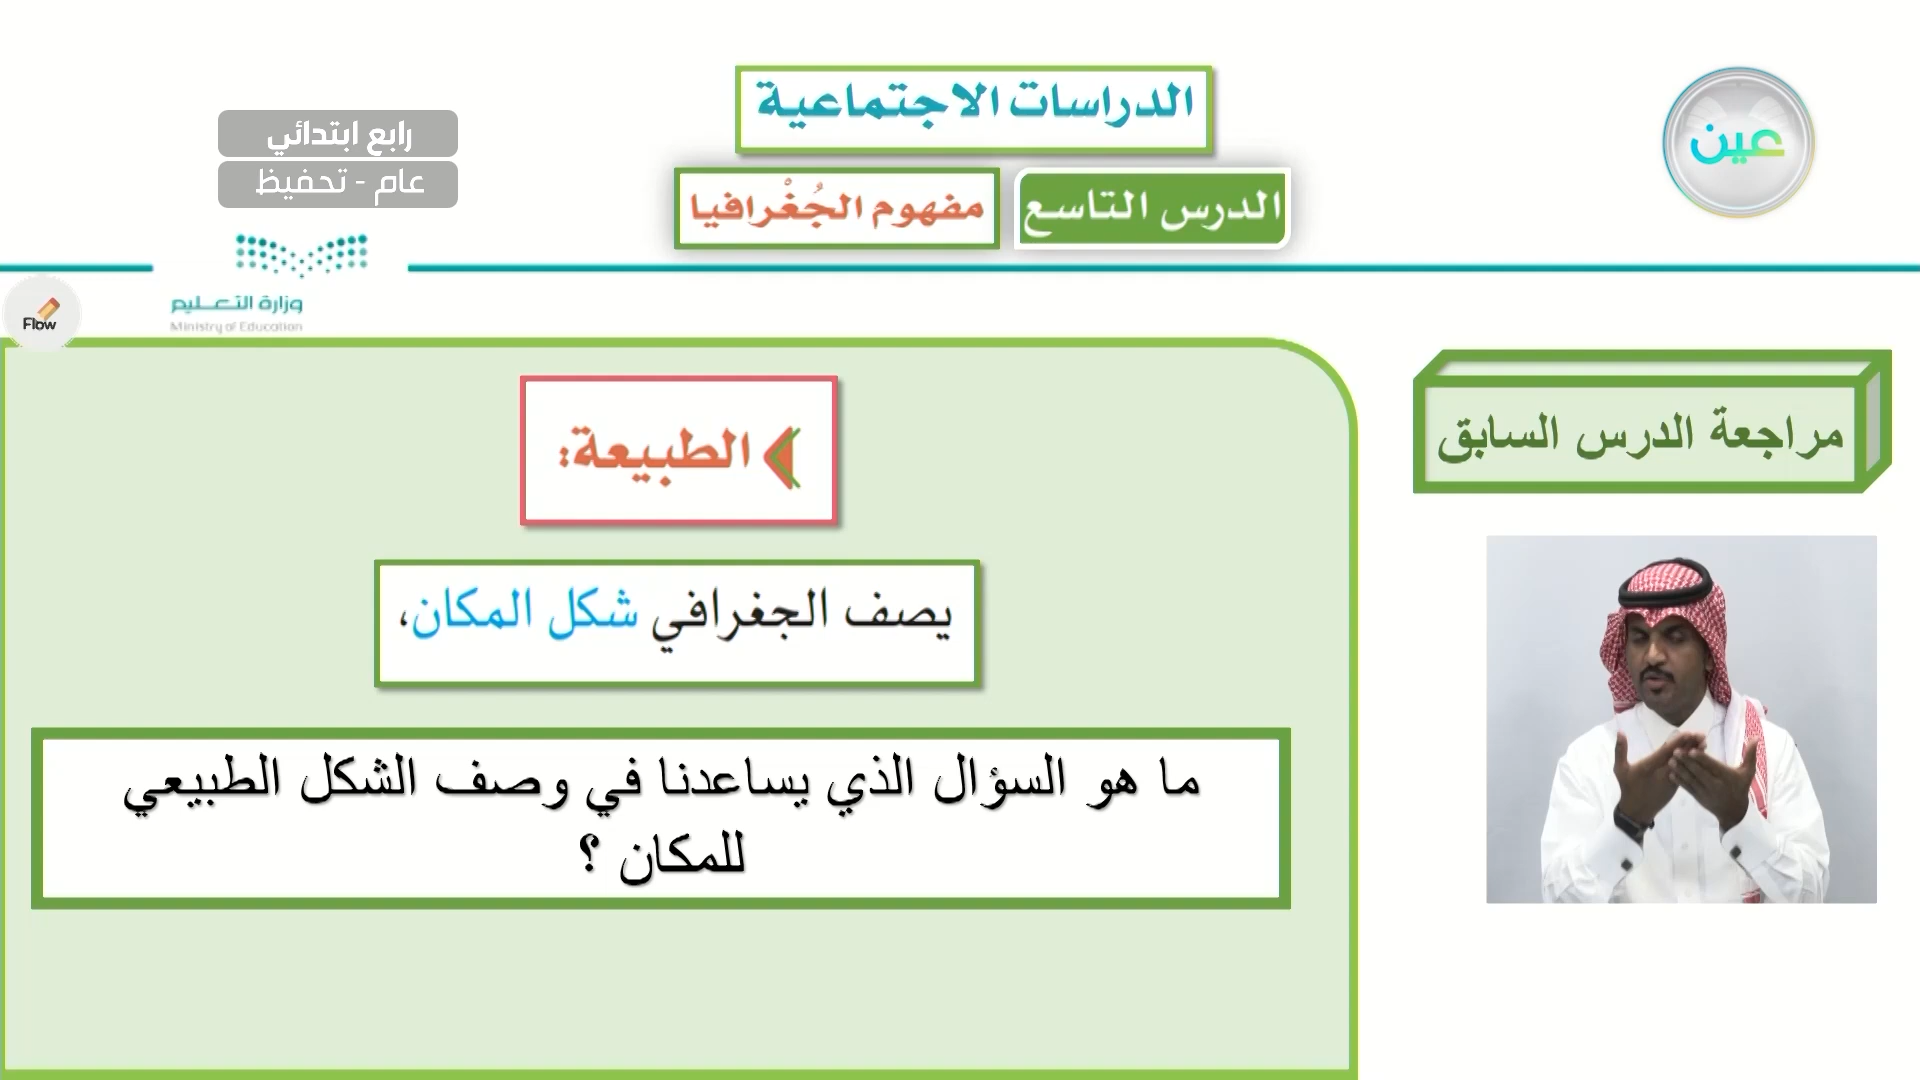 الدراسات الاجتماعية
عين
رابع ابتدائي
عام - تحفيظ
الدرس التاسع
مفهوم الجُغْرافيا
وزارة التعليم
Ministry of Education
Flow
مراجعة الدرس السابق
الطبيعة:
يصف الجغرافي شكل المكان،
ما هو السؤال الذي يساعدنا في وصف الشكل الطبيعي
للمكان ؟